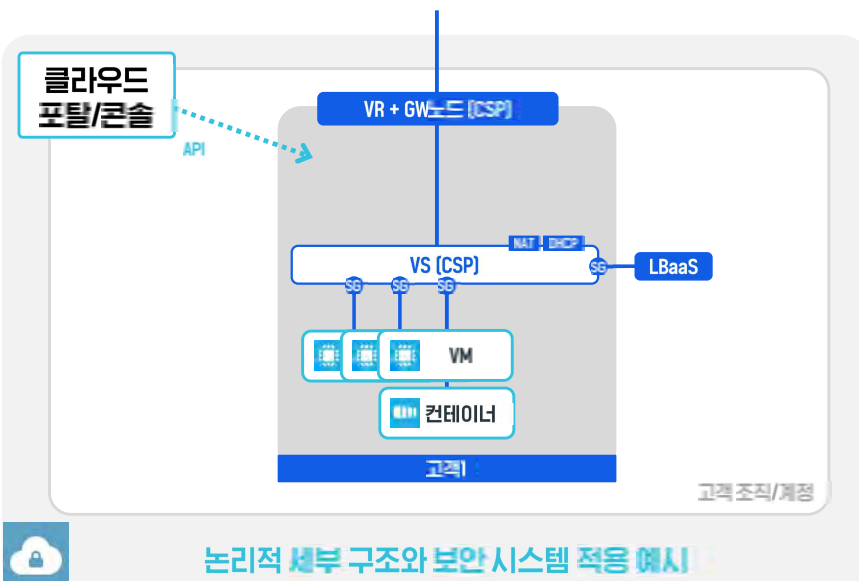 클라우드
포탈/콘솔
API
VR + GW노드 (CSP)
NAT
DHCP
VS (CSP)
SG
LBaaS
SG
SG
SG
VM
컨테이너
고객1
고객 조직/계정
논리적 세부 구조와 보안 시스템 적용 예시